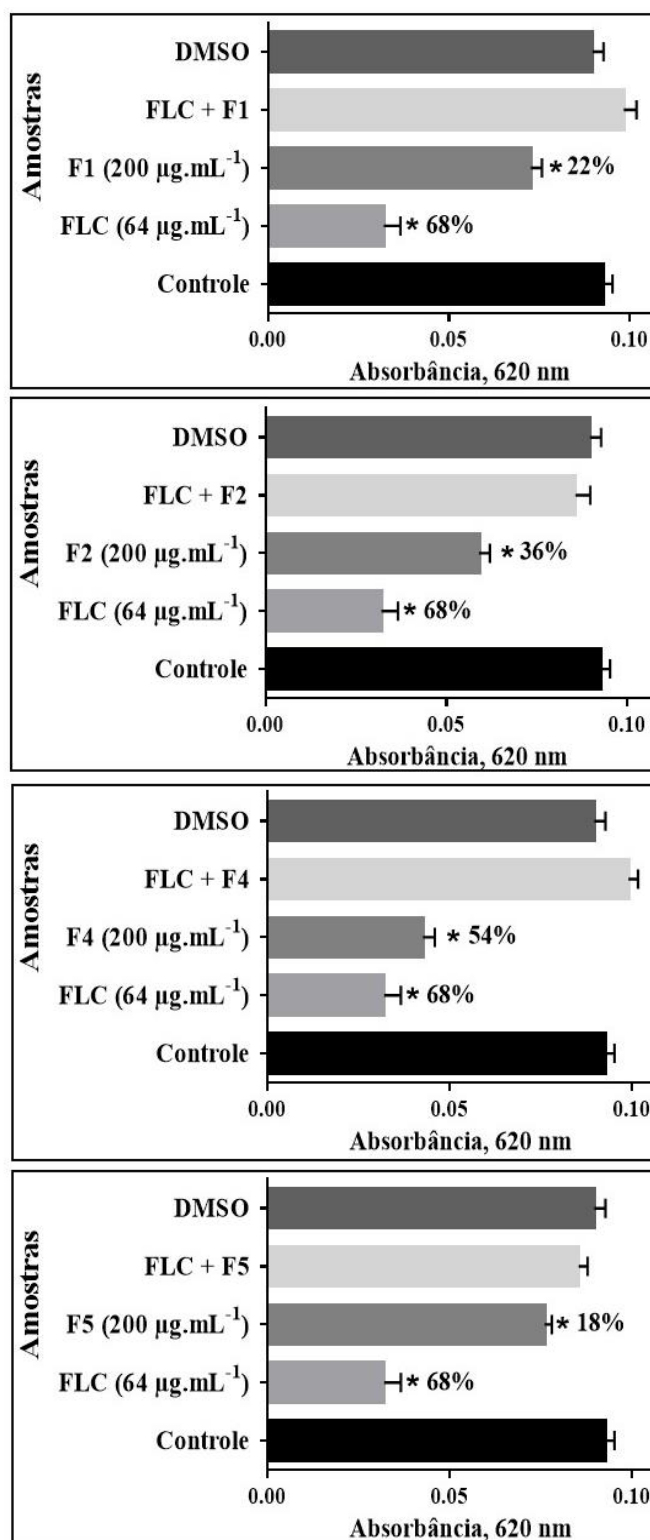 Amostras
DMSO
FLC + F1
F1 (200 µg.mL⁻¹)
* 22%
FLC (64 µg.mL⁻¹)
* 68%
Controle
0.00 0.05 0.10
Absorbância, 620 nm
Amostras
DMSO
FLC + F2
F2 (200 µg.mL⁻¹)
* 36%
FLC (64 µg.mL⁻¹)
* 68%
Controle
0.00 0.05 0.10
Absorbância, 620 nm
Amostras
DMSO
FLC + F4
F4 (200 µg.mL⁻¹)
* 54%
FLC (64 µg.mL⁻¹)
* 68%
Controle
0.00 0.05 0.10
Absorbância, 620 nm
Amostras
DMSO
FLC + F5
F5 (200 µg.mL⁻¹)
* 18%
FLC (64 µg.mL⁻¹)
* 68%
Controle
0.00 0.05 0.10
Absorbância, 620 nm